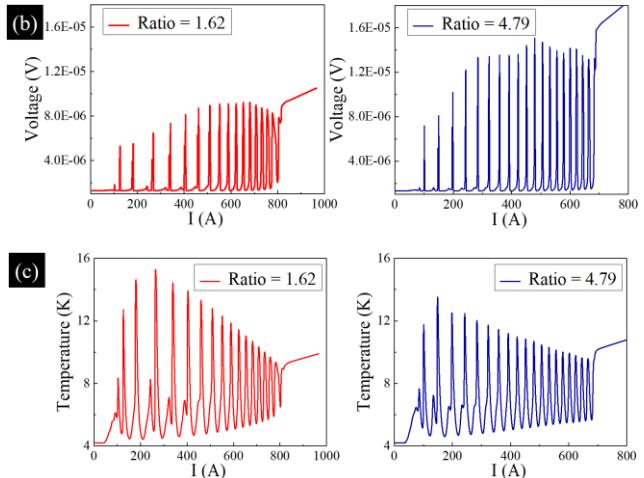 (b)
Ratio = 1.62
Voltage (V)
1.6E-05
1.2E-05
8.0E-06
4.0E-06
0 200 400 600 800 1000
I (A)
Ratio = 4.79
Voltage (V)
1.6E-05
1.2E-05
8.0E-06
4.0E-06
0 200 400 600 800
I (A)
(c)
Ratio = 1.62
Temperature (K)
16
12
8
4
0 200 400 600 800 1000
I (A)
Ratio = 4.79
Temperature (K)
16
12
8
4
0 200 400 600 800
I (A)